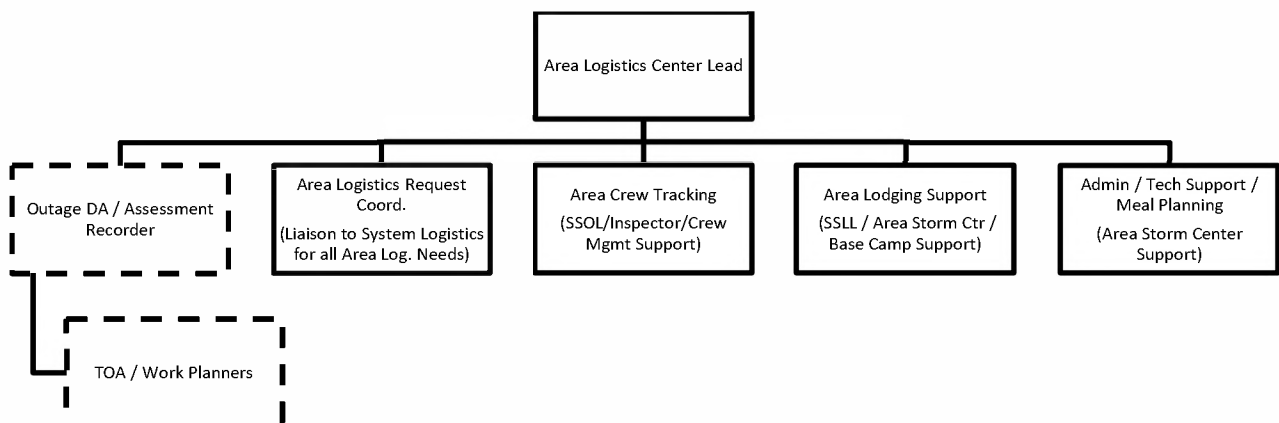 Area Logistics Center Lead
Outage DA / Assessment
Recorder
Area Logistics Request
Coord.
(Liaison to System Logistics
for all Area Log. Needs)
Area Crew Tracking
(SSOL/Inspector/Crew
Mgmt Support)
Area Lodging Support
(SSLL / Area Storm Ctr /
Base Camp Support)
Admin / Tech Support /
Meal Planning
(Area Storm Center
Support)
TOA / Work Planners